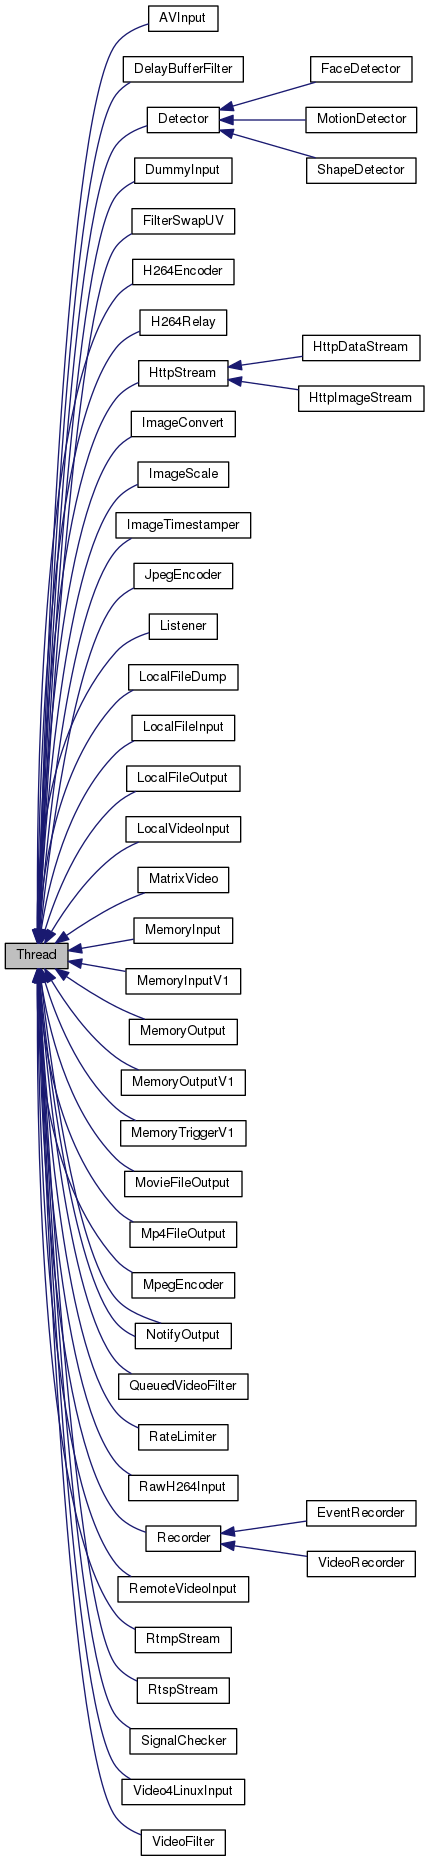 AVInput
DelayBufferFilter
FaceDetector
Detector
MotionDetector
DummyInput
ShapeDetector
FilterSwapUV
H264Encoder
H264Relay
HttpDataStream
HttpStream
HttpImageStream
ImageConvert
ImageScale
ImageTimestamper
JpegEncoder
Listener
LocalFileDump
LocalFileInput
LocalFileOutput
LocalVideoInput
MatrixVideo
MemoryInput
Thread
MemoryInputV1
MemoryOutput
MemoryOutputV1
MemoryTriggerV1
MovieFileOutput
Mp4FileOutput
MpegEncoder
NotifyOutput
QueuedVideoFilter
RateLimiter
RawH264Input
EventRecorder
Recorder
VideoRecorder
RemoteVideoInput
RtmpStream
RtspStream
SignalChecker
Video4LinuxInput
VideoFilter